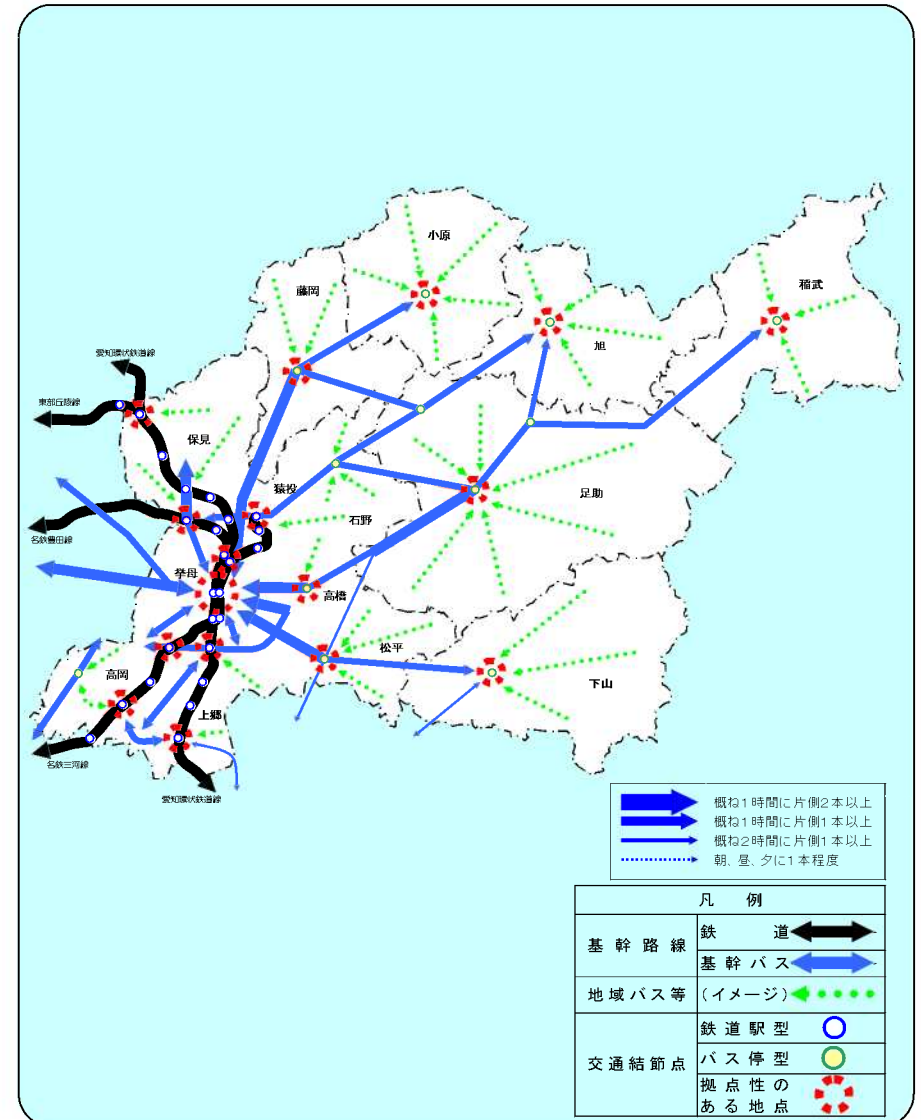 小原
稲武
藤岡
旭
愛知環状鉄道線
東部丘陵線
保見
猿投
足助
石野
名鉄豊田線
挙母
高橋
松平
高岡
下山
上郷
名鉄三河線
愛知環状鉄道線
概ね1時間に片側2本以上
概ね1時間に片側1本以上
概ね2時間に片側1本以上
朝、昼、夕に1本程度
凡 例
基幹路線
鉄 道
基幹バス
地域バス等
(イメージ)
交通結節点
鉄道駅型
バス停型
拠点性の
ある地点